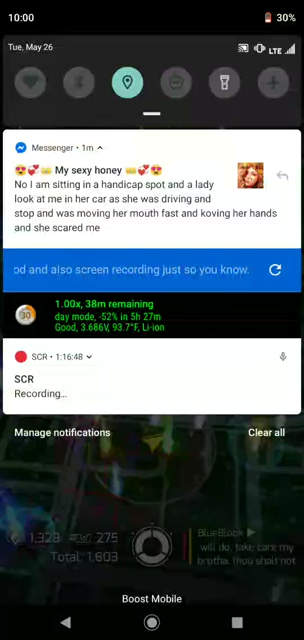 10:00
30%
Tue, May 26
LTE
Messenger • 1m
My sexy honey
No I am sitting in a handicap spot and a lady
look at me in her car as she was driving and
stop and was moving her mouth fast and koving her hands
and she scared me
od and also screen recording just so you know.
30
1.00x, 38m remaining
day mode, -52% in 5h 27m
Good, 3.686V, 93.7°F, Li-ion
SCR • 1:16:48
SCR
Recording...
Manage notifications
Clear all
1,328
275
Total: 1,603
BlueBlook
will do, take care my
brotha, thou shalt not
Boost Mobile